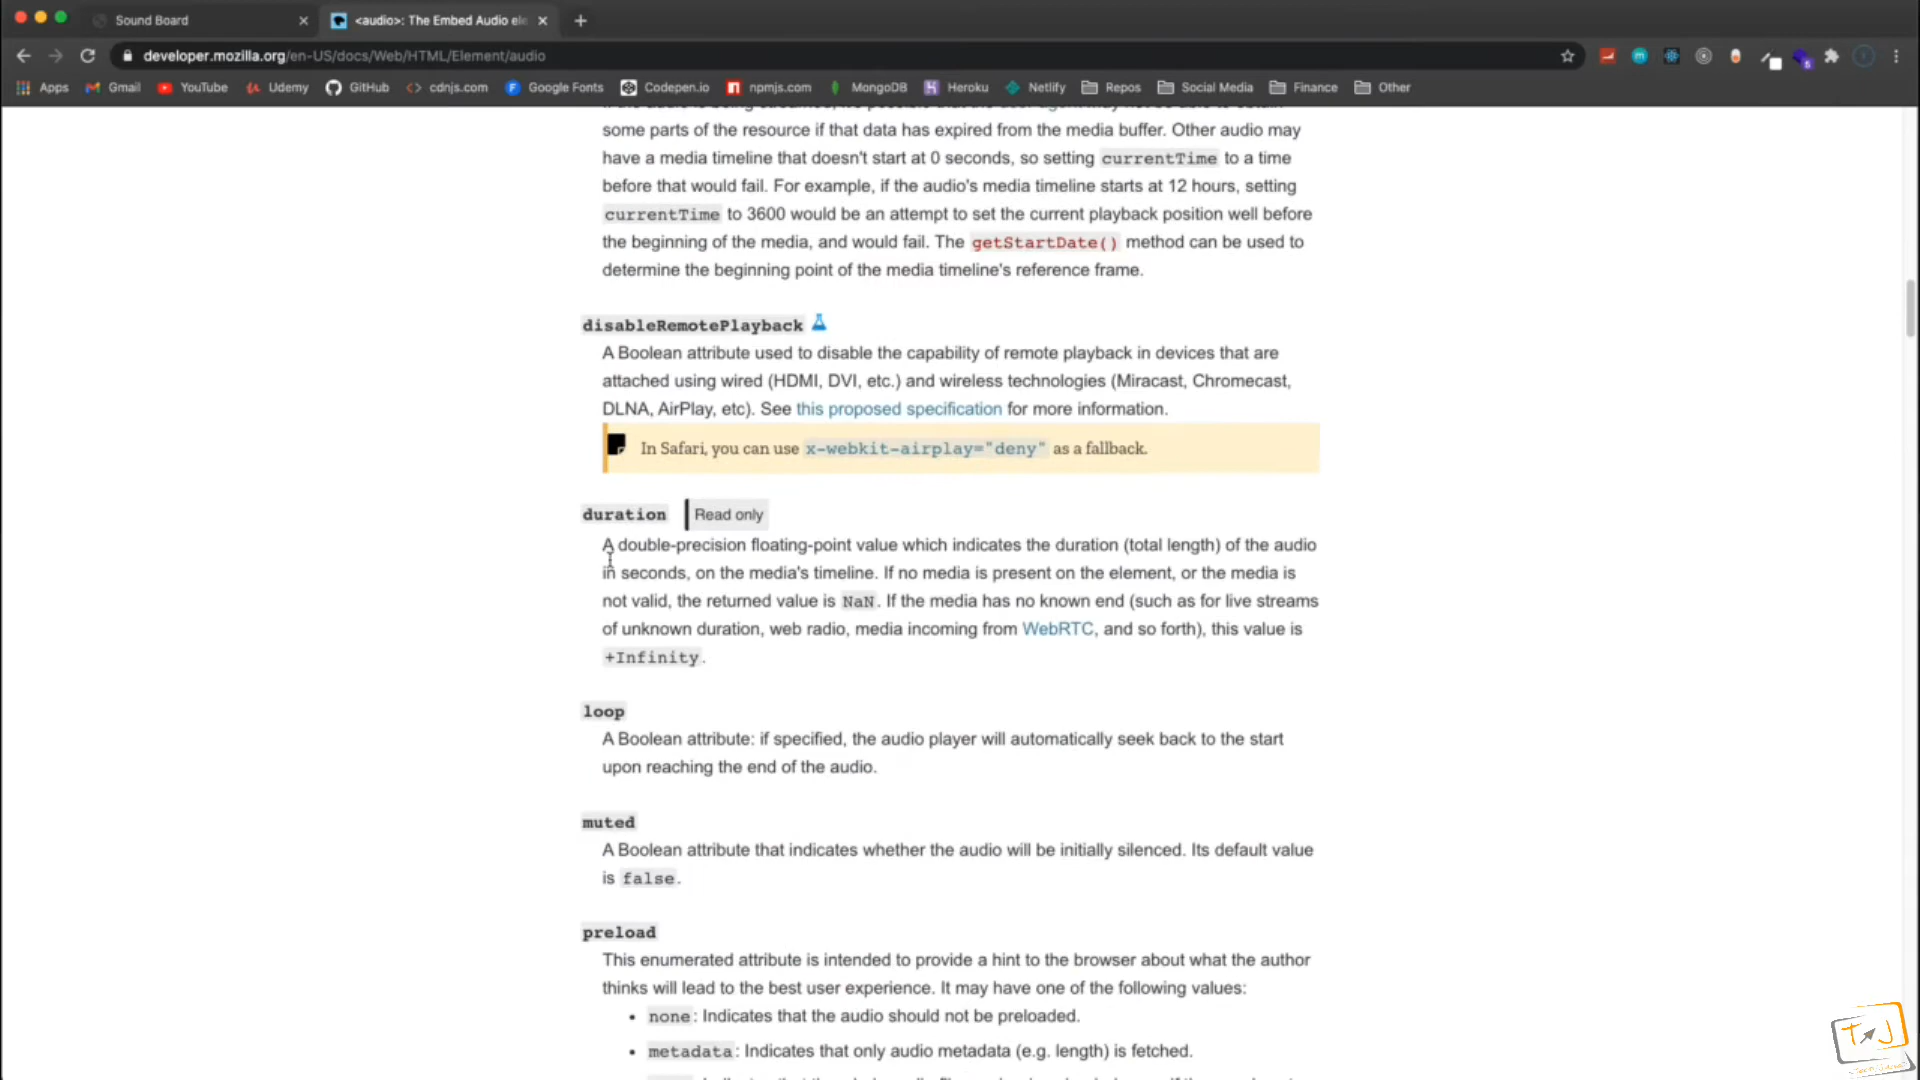 Sound Board
<audio>: The Embed Audio ele
developer.mozilla.org/en-US/docs/Web/HTML/Element/audio
Apps Gmail YouTube Udemy GitHub cdnjs.com Google Fonts Codepen.io npmjs.com MongoDB Heroku Netlify Repos Social Media Finance Other
some parts of the resource if that data has expired from the media buffer. Other audio may
have a media timeline that doesn't start at 0 seconds, so setting currentTime to a time
before that would fail. For example, if the audio's media timeline starts at 12 hours, setting
currentTime to 3600 would be an attempt to set the current playback position well before
the beginning of the media, and would fail. The getStartDate() method can be used to
determine the beginning point of the media timeline's reference frame.
disableRemotePlayback
A Boolean attribute used to disable the capability of remote playback in devices that are
attached using wired (HDMI, DVI, etc.) and wireless technologies (Miracast, Chromecast,
DLNA, AirPlay, etc). See this proposed specification for more information.
In Safari, you can use x-webkit-airplay="deny" as a fallback.
duration Read only
A double-precision floating-point value which indicates the duration (total length) of the audio
in seconds, on the media's timeline. If no media is present on the element, or the media is
not valid, the returned value is NaN. If the media has no known end (such as for live streams
of unknown duration, web radio, media incoming from WebRTC, and so forth), this value is
+Infinity.
loop
A Boolean attribute: if specified, the audio player will automatically seek back to the start
upon reaching the end of the audio.
muted
A Boolean attribute that indicates whether the audio will be initially silenced. Its default value
is false.
preload
This enumerated attribute is intended to provide a hint to the browser about what the author
thinks will lead to the best user experience. It may have one of the following values:
• none: Indicates that the audio should not be preloaded.
• metadata: Indicates that only audio metadata (e.g. length) is fetched.